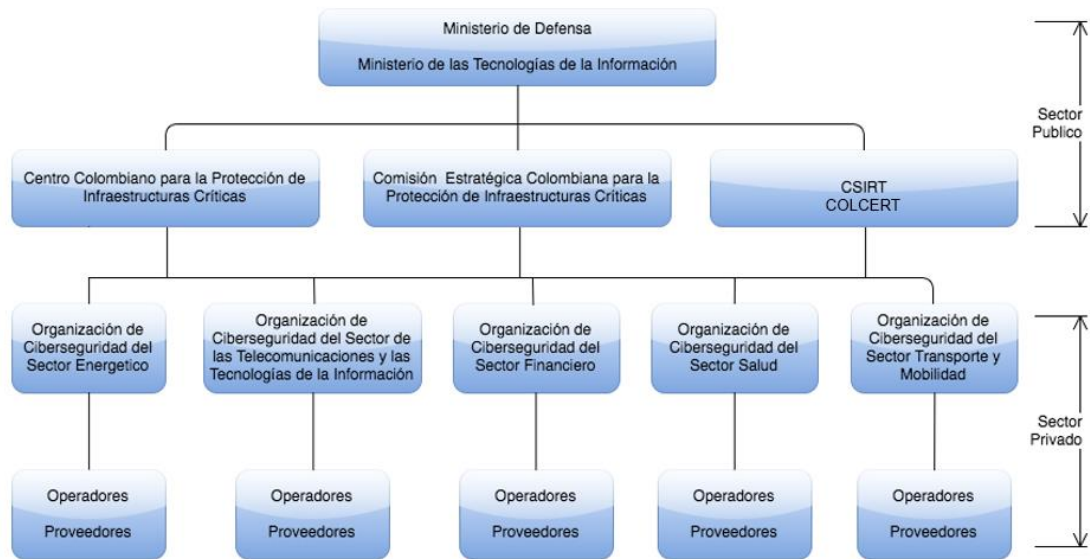 Ministerio de Defensa
Ministerio de las Tecnologías de la Información
Sector
Publico
Centro Colombiano para la Protección de
Infraestructuras Críticas
Comisión Estratégica Colombiana para la
Protección de Infraestructuras Críticas
CSIRT
COLCERT
Organización de
Ciberseguridad del
Sector Energetico
Organización de
Ciberseguridad del Sector de
las Telecomunicaciones y las
Tecnologías de la Información
Organización de
Ciberseguridad del
Sector Financiero
Organización de
Ciberseguridad del
Sector Salud
Organización de
Ciberseguridad del
Sector Transporte y
Mobilidad
Sector
Privado
Operadores
Proveedores
Operadores
Proveedores
Operadores
Proveedores
Operadores
Proveedores
Operadores
Proveedores